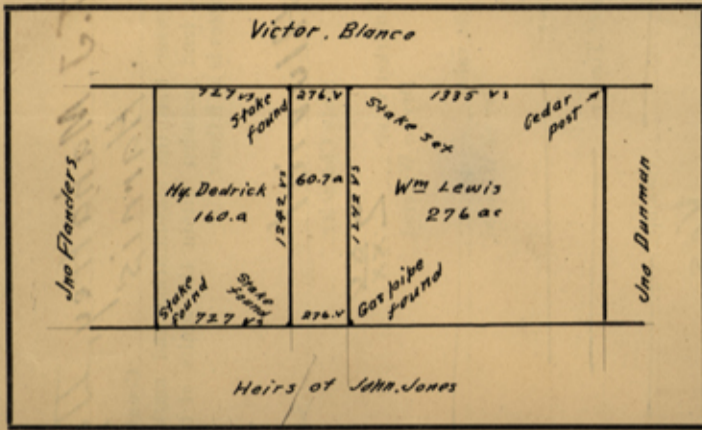 Victor. Blanco
727 vs
276.v
1335 vs
Stake
found
Stake set
Cedar
post
Jno Flanders
Hy. Dedrick
160.a
1242 vs
60.7a
1242 vs
Wm Lewis
276 ac
Jno Dunman
Stake
found
Stake
found
727 vs
276.v
Gas pipe
found
Heirs of John. Jones